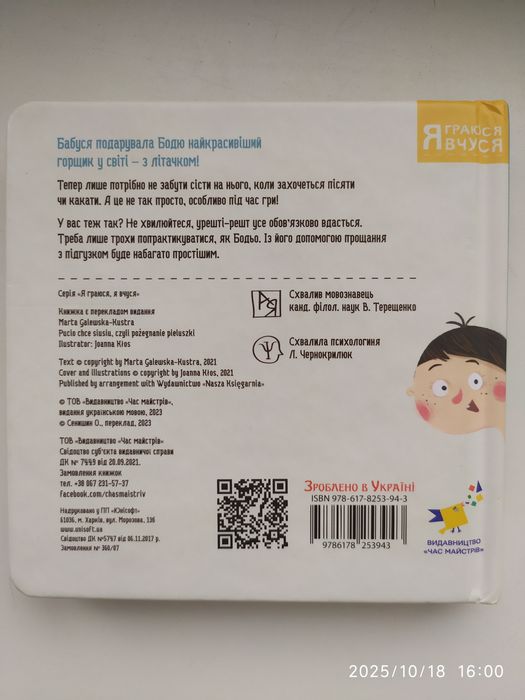 Я ГРАЮСЯ
ВЧУСЯ
Бабуся подарувала Бодю найкрасивіший
горщик у світі – з літачком!
Тепер лише потрібно не забути сісти на нього, коли захочеться пісяти
чи какати. А це не так просто, особливо під час гри!
У вас теж так? Не хвилюйтеся, урешті-решт усе обов'язково вдасться.
Треба лише трохи попрактикуватися, як Бодьо. Із його допомогою прощання
з підгузком буде набагато простішим.
Серія «Я граюся, я вчуся»
Книжка є перекладом видання
Marta Galewska-Kustra
Pucio chce siusiu, czyli pożegnanie pieluszki
Ilustrator: Joanna Kłos
Text © copyright by Marta Galewska-Kustra, 2021
Cover and illustrations © copyright by Joanna Kłos, 2021
Published by arrangement with Wydawnictwo «Nasza Księgarnia»
© ТОВ «Видавництво «Час майстрів»,
видання українською мовою, 2023
© Сенишин О., переклад, 2023
ТОВ «Видавництво «Час майстрів»
Свідоцтво суб'єкта видавничої справи
ДК № 7449 від 20.09.2021.
Замовлення книжок
тел. +38 067 231-57-37
facebook.com/chasmaistriv
Надруковано у ПП «Юнісофт»
61036, м. Харків, вул. Морозова, 13б
www.unisoft.ua
Свідоцтво ДК №5747 від 06.11.2017 р.
Замовлення № 360/07
Схвалив мовознавець
канд. філол. наук В. Терещенко
Схвалила психологиня
Л. Чернокрилюк
Зроблено в Україні
ISBN 978-617-8253-94-3
9786178 253943
ВИДАВНИЦТВО
«ЧАС МАЙСТРІВ»
2025/10/18 16:00